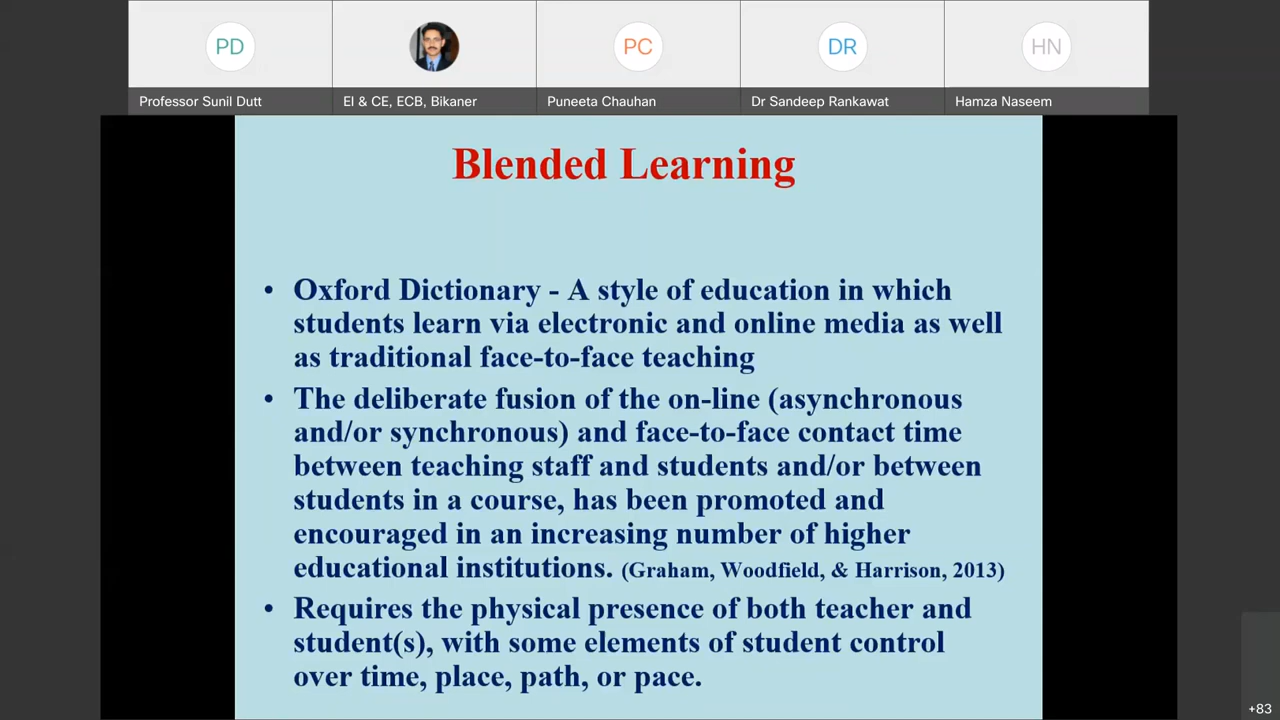 PD
PC
DR
HN
Professor Sunil Dutt
EI & CE, ECB, Bikaner
Puneeta Chauhan
Dr Sandeep Rankawat
Hamza Naseem
Blended Learning
• Oxford Dictionary - A style of education in which
students learn via electronic and online media as well
as traditional face-to-face teaching
• The deliberate fusion of the on-line (asynchronous
and/or synchronous) and face-to-face contact time
between teaching staff and students and/or between
students in a course, has been promoted and
encouraged in an increasing number of higher
educational institutions. (Graham, Woodfield, & Harrison, 2013)
• Requires the physical presence of both teacher and
student(s), with some elements of student control
over time, place, path, or pace.
+83